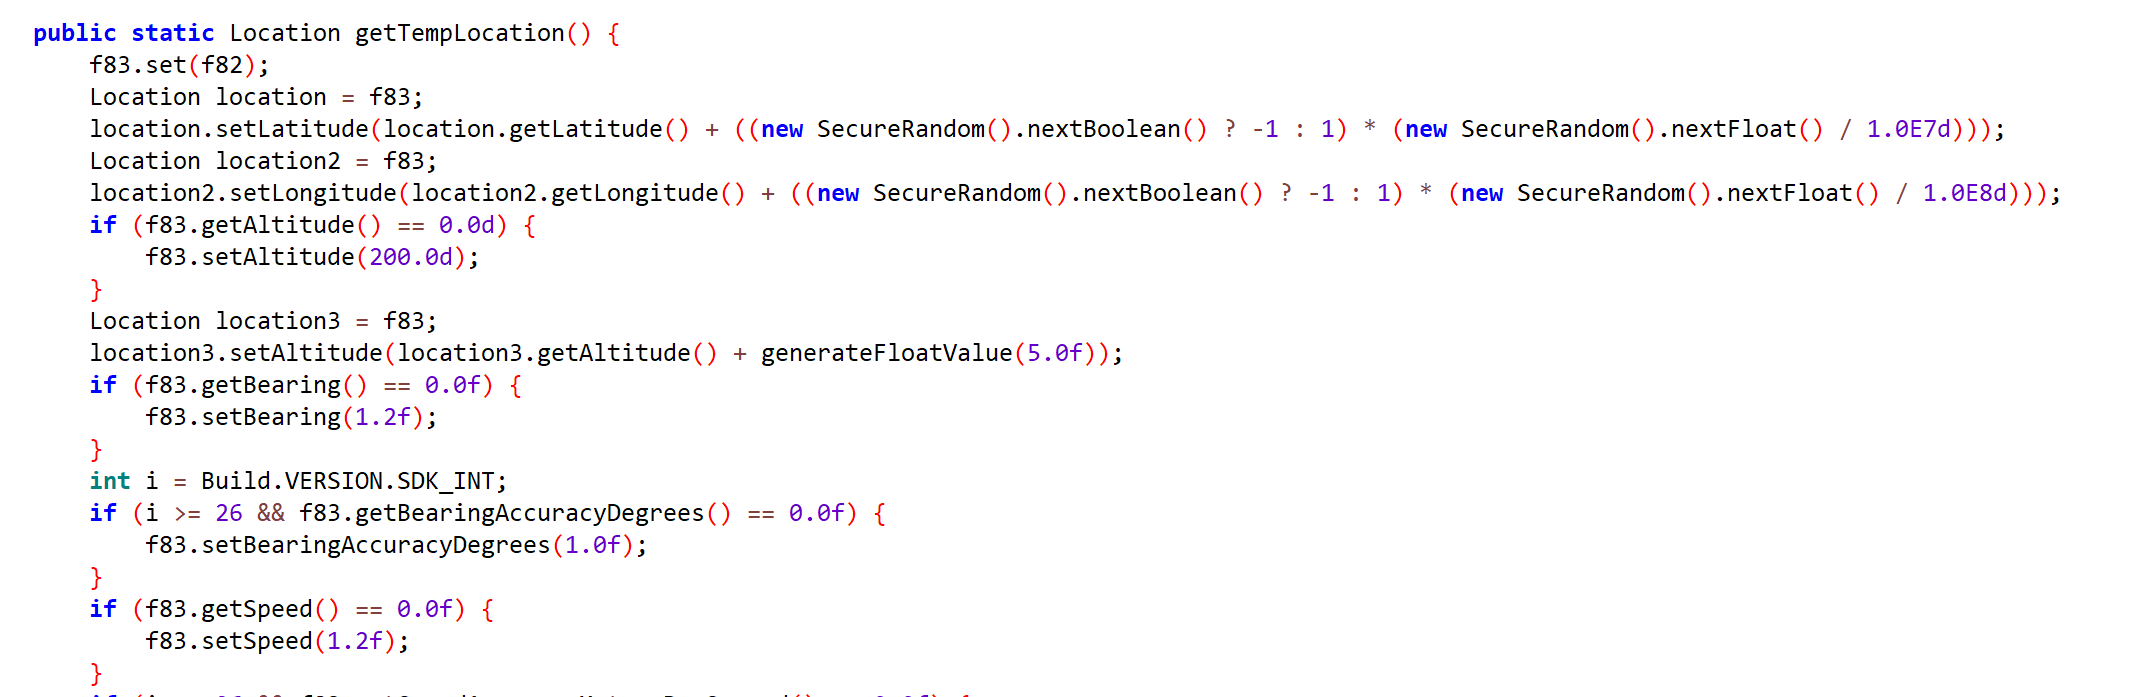 public static Location getTempLocation() {
f83.set(f82);
Location location = f83;
location.setLatitude(location.getLatitude() + ((new SecureRandom().nextBoolean() ? -1 : 1) * (new SecureRandom().nextFloat() / 1.0E7d)));
Location location2 = f83;
location2.setLongitude(location2.getLongitude() + ((new SecureRandom().nextBoolean() ? -1 : 1) * (new SecureRandom().nextFloat() / 1.0E8d)));
if (f83.getAltitude() == 0.0d) {
f83.setAltitude(200.0d);
}
Location location3 = f83;
location3.setAltitude(location3.getAltitude() + generateFloatValue(5.0f));
if (f83.getBearing() == 0.0f) {
f83.setBearing(1.2f);
}
int i = Build.VERSION.SDK_INT;
if (i >= 26 && f83.getBearingAccuracyDegrees() == 0.0f) {
f83.setBearingAccuracyDegrees(1.0f);
}
if (f83.getSpeed() == 0.0f) {
f83.setSpeed(1.2f);
}